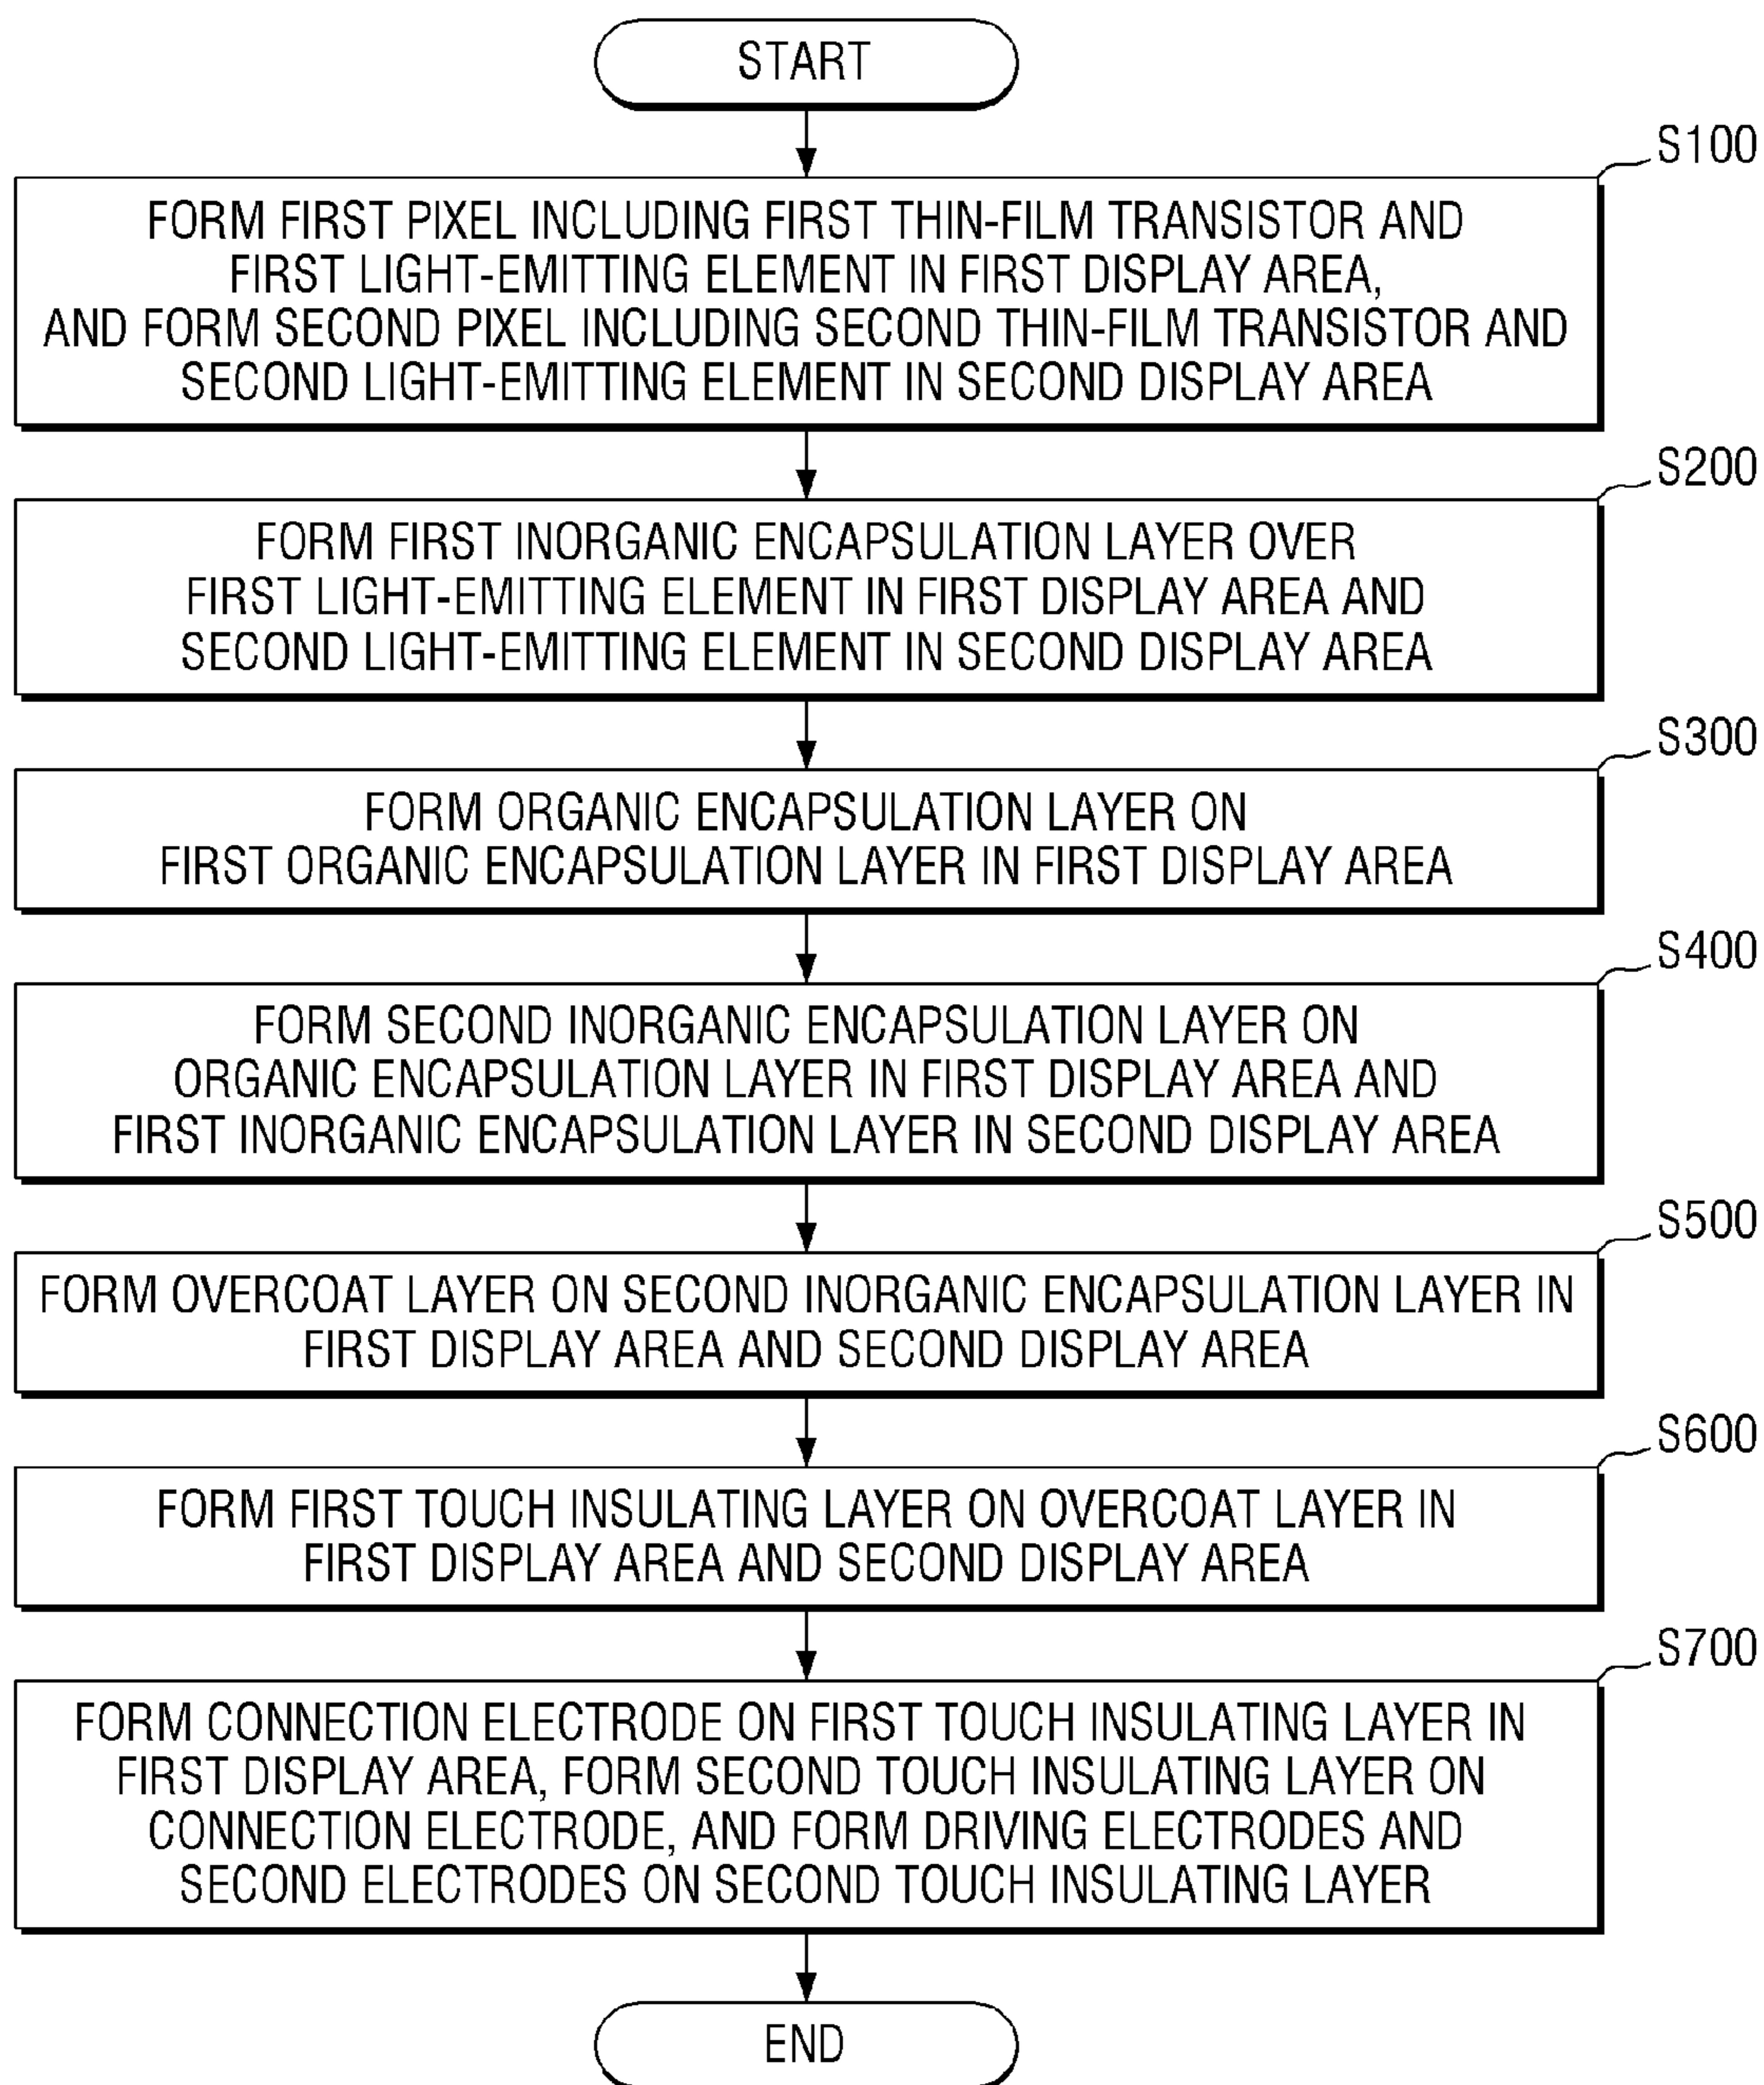 START
S100
FORM FIRST PIXEL INCLUDING FIRST THIN-FILM TRANSISTOR AND
FIRST LIGHT-EMITTING ELEMENT IN FIRST DISPLAY AREA,
AND FORM SECOND PIXEL INCLUDING SECOND THIN-FILM TRANSISTOR AND
SECOND LIGHT-EMITTING ELEMENT IN SECOND DISPLAY AREA
S200
FORM FIRST INORGANIC ENCAPSULATION LAYER OVER
FIRST LIGHT-EMITTING ELEMENT IN FIRST DISPLAY AREA AND
SECOND LIGHT-EMITTING ELEMENT IN SECOND DISPLAY AREA
S300
FORM ORGANIC ENCAPSULATION LAYER ON
FIRST ORGANIC ENCAPSULATION LAYER IN FIRST DISPLAY AREA
S400
FORM SECOND INORGANIC ENCAPSULATION LAYER ON
ORGANIC ENCAPSULATION LAYER IN FIRST DISPLAY AREA AND
FIRST INORGANIC ENCAPSULATION LAYER IN SECOND DISPLAY AREA
S500
FORM OVERCOAT LAYER ON SECOND INORGANIC ENCAPSULATION LAYER IN
FIRST DISPLAY AREA AND SECOND DISPLAY AREA
S600
FORM FIRST TOUCH INSULATING LAYER ON OVERCOAT LAYER IN
FIRST DISPLAY AREA AND SECOND DISPLAY AREA
S700
FORM CONNECTION ELECTRODE ON FIRST TOUCH INSULATING LAYER IN
FIRST DISPLAY AREA, FORM SECOND TOUCH INSULATING LAYER ON
CONNECTION ELECTRODE, AND FORM DRIVING ELECTRODES AND
SECOND ELECTRODES ON SECOND TOUCH INSULATING LAYER
END